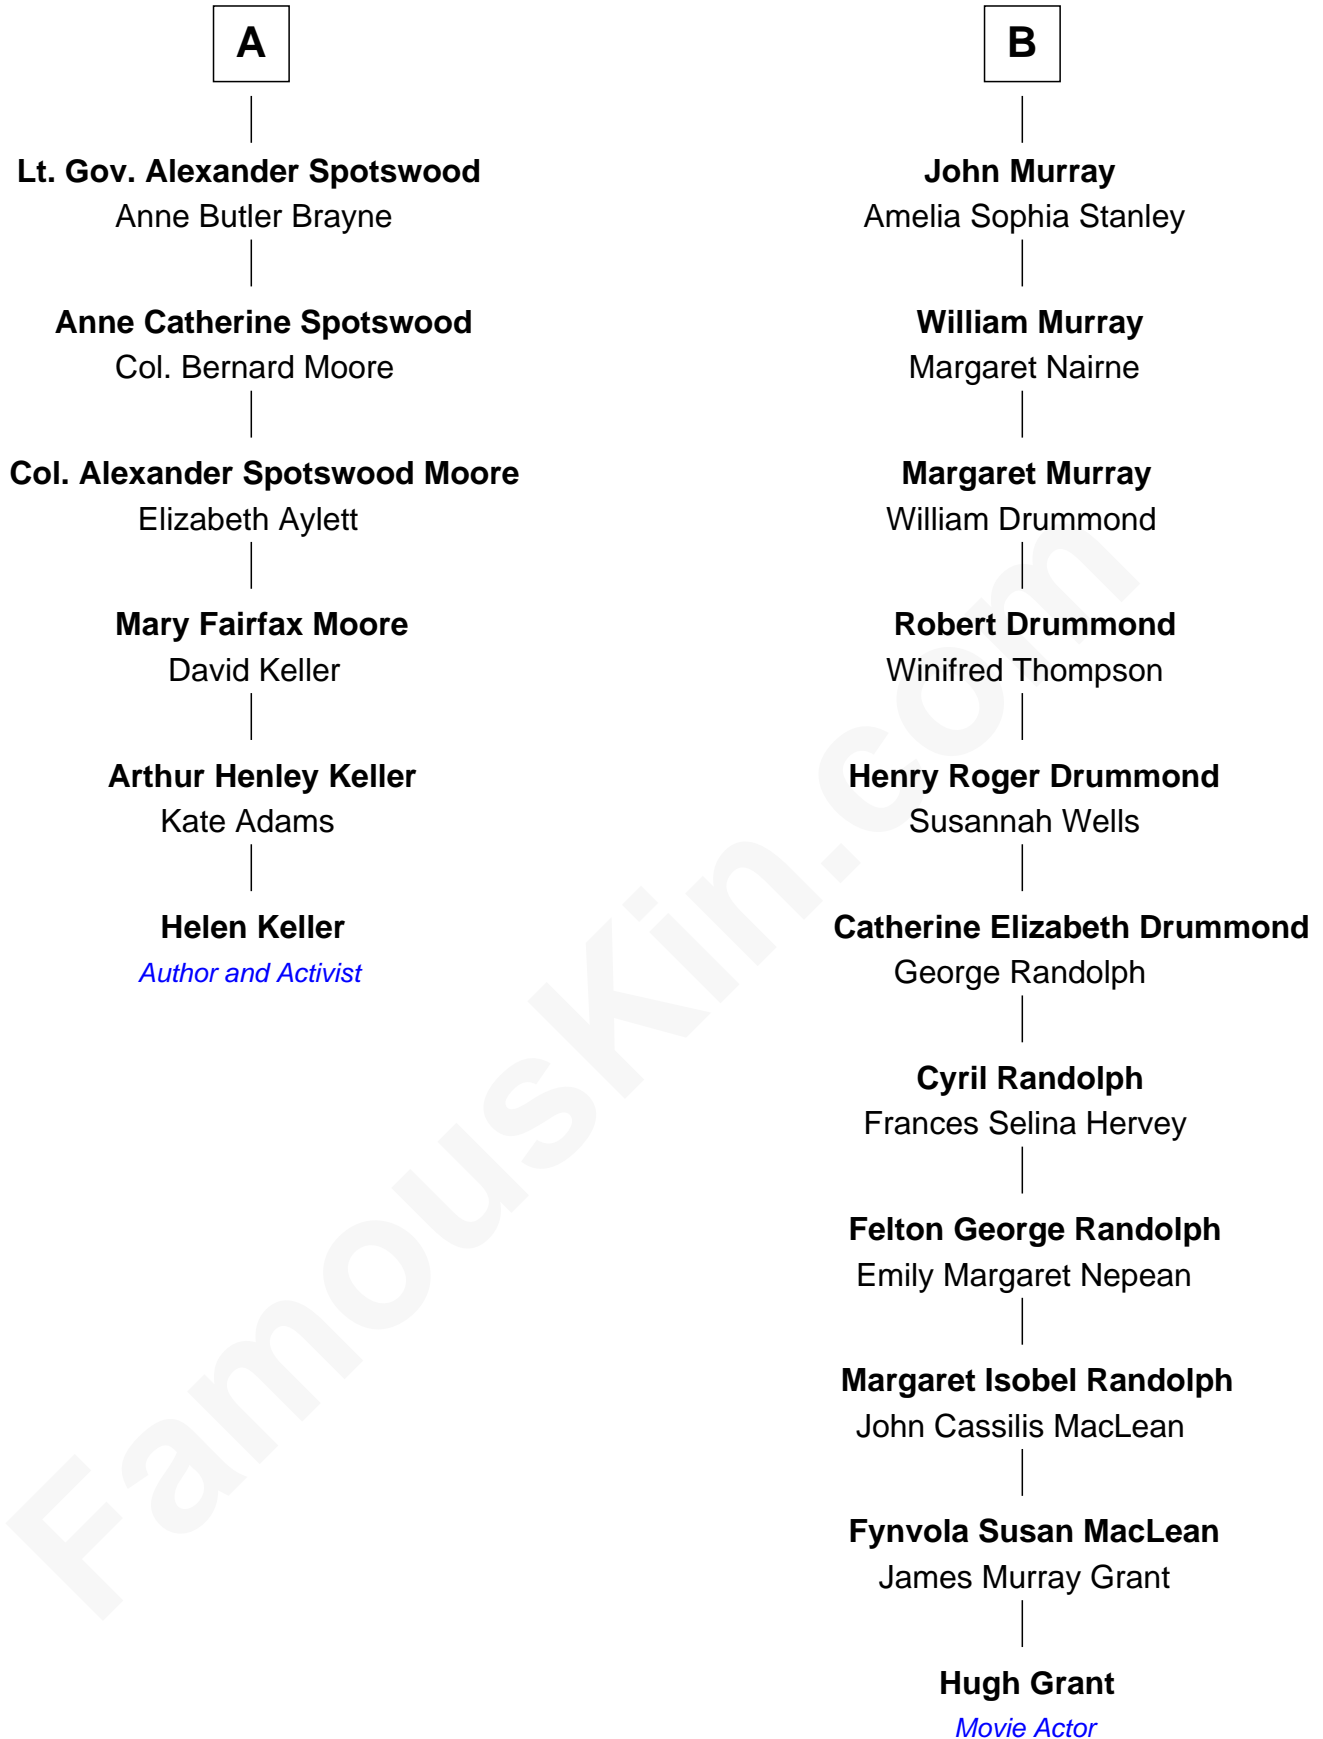 A
Lt. Gov. Alexander Spotswood
Anne Butler Brayne
Anne Catherine Spotswood
Col. Bernard Moore
Col. Alexander Spotswood Moore
Elizabeth Aylett
Mary Fairfax Moore
David Keller
Arthur Henley Keller
Kate Adams
Helen Keller
Author and Activist
B
John Murray
Amelia Sophia Stanley
William Murray
Margaret Nairne
Margaret Murray
William Drummond
Robert Drummond
Winifred Thompson
Henry Roger Drummond
Susannah Wells
Catherine Elizabeth Drummond
George Randolph
Cyril Randolph
Frances Selina Hervey
Felton George Randolph
Emily Margaret Nepean
Margaret Isobel Randolph
John Cassilis MacLean
Fynvola Susan MacLean
James Murray Grant
Hugh Grant
Movie Actor
FamousKin.com